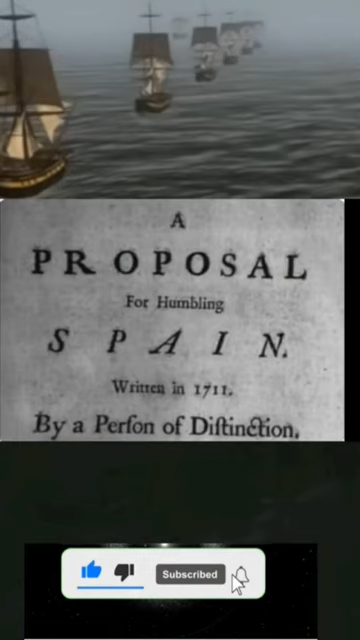 A
PROPOSAL
For Humbling
SPAIN.
Written in 1711.
By a Perſon of Diſtinction.
Subscribed